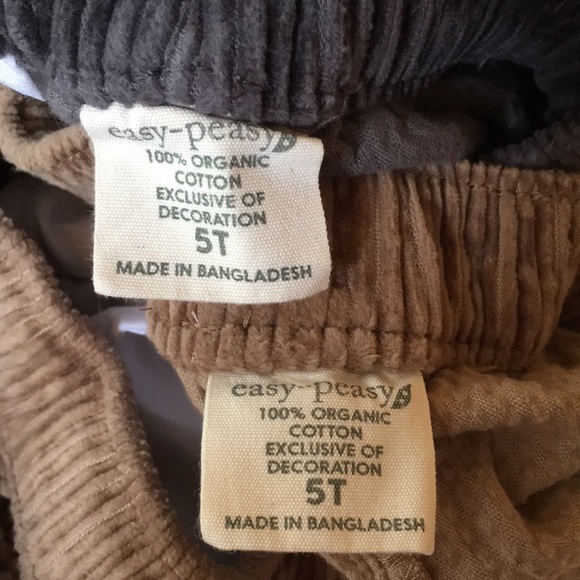 easy-peasy
100% ORGANIC
COTTON
EXCLUSIVE OF
DECORATION
5T
MADE IN BANGLADESH
easy-peasy
100% ORGANIC
COTTON
EXCLUSIVE OF
DECORATION
5T
MADE IN BANGLADESH